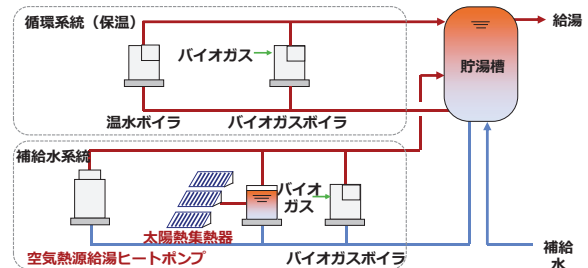 循環系統（保温）
給湯
バイオガス
貯湯槽
温水ボイラ
バイオガスボイラ
補給水系統
バイオ
ガス
太陽熱集熱器
空気熱源給湯ヒートポンプ
バイオガスボイラ
補給
水